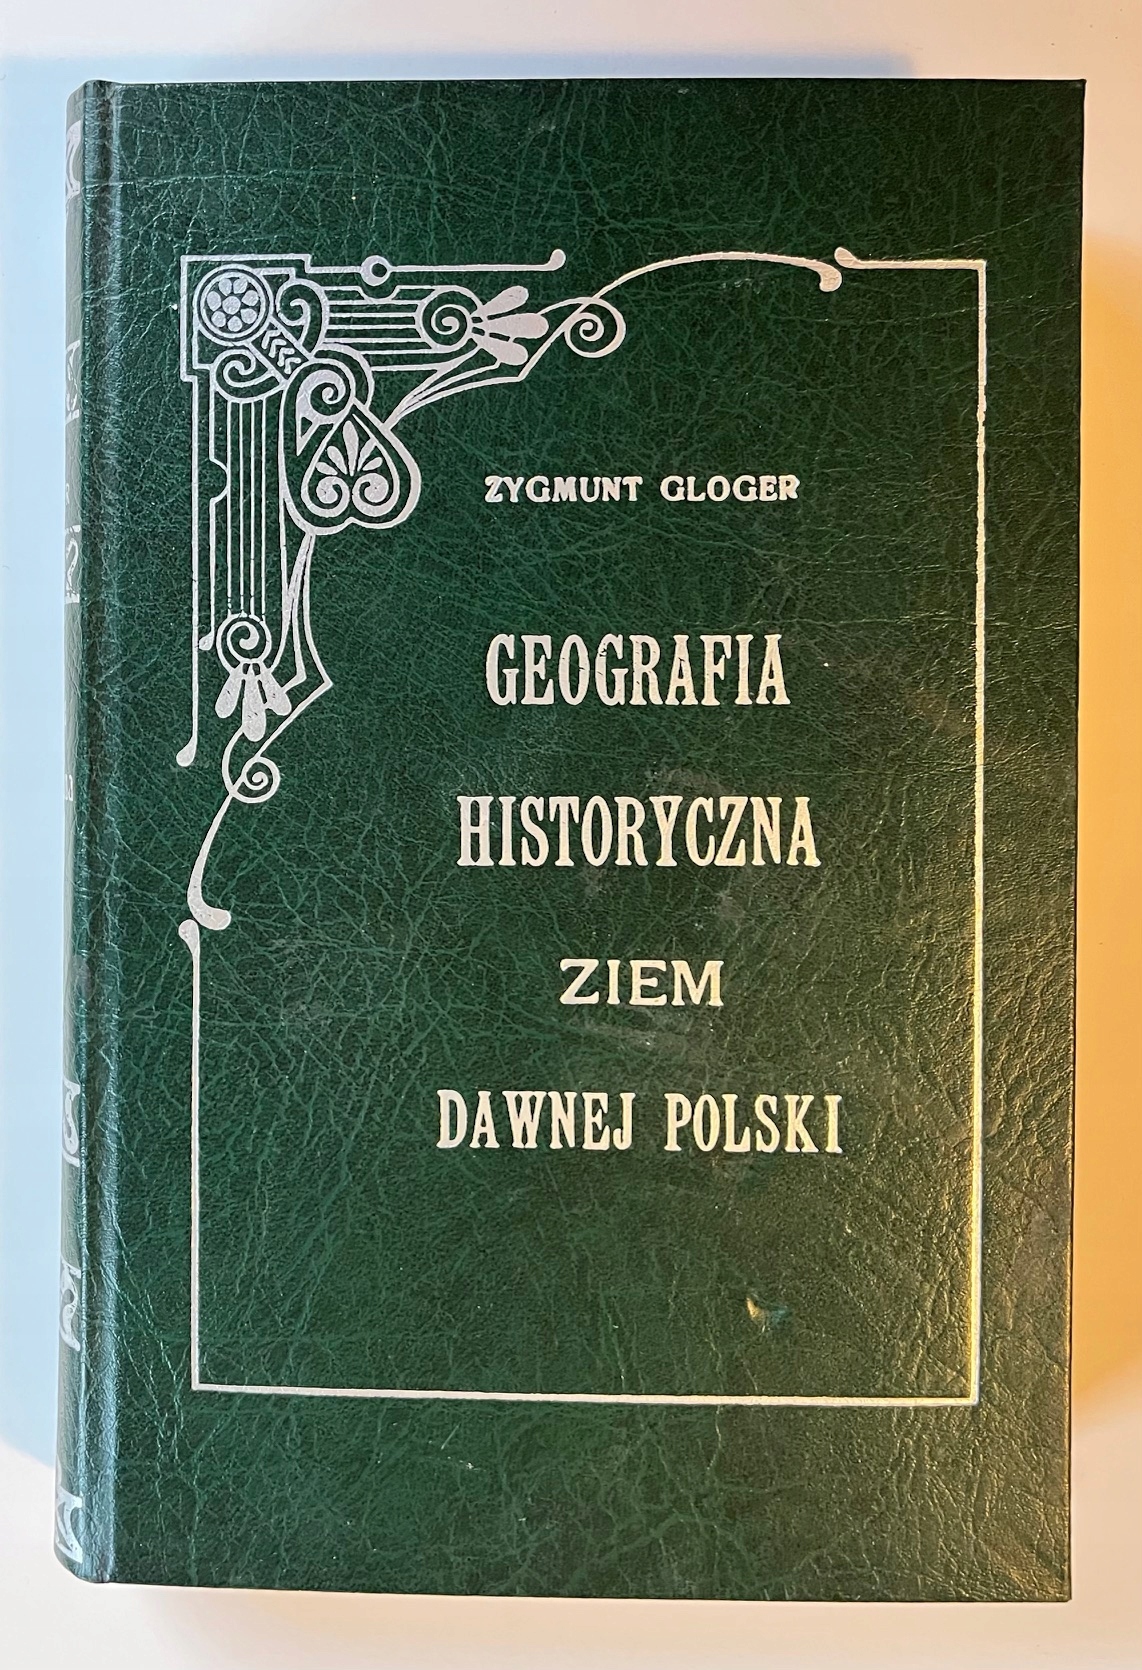 ZYGMUNT GLOGER
GEOGRAFIA
HISTORYCZNA
ZIEM
DAWNEJ POLSKI